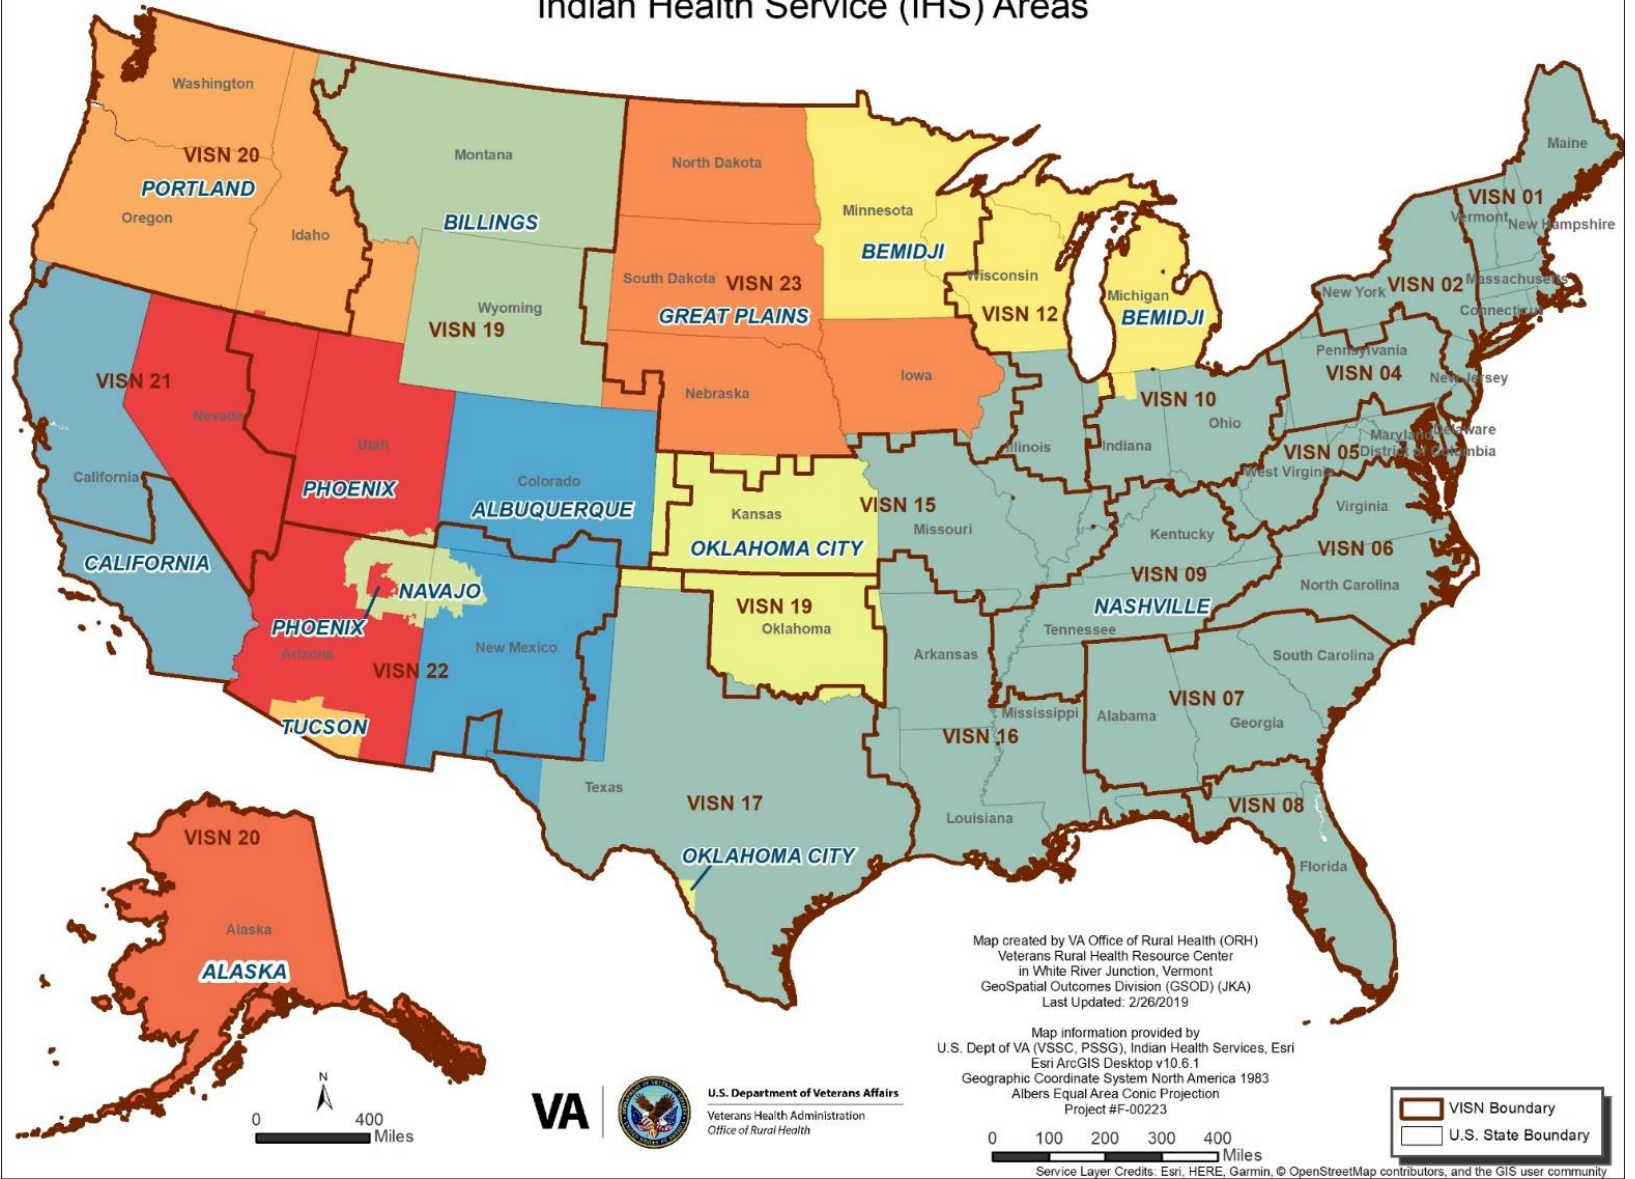 Indian Health Service (IHS) Areas
Washington
VISN 20
PORTLAND
Oregon
Idaho
Montana
BILLINGS
Wyoming
VISN 19
North Dakota
South Dakota
VISN 23
GREAT PLAINS
Nebraska
Iowa
Minnesota
BEMIDJI
Wisconsin
VISN 12
Michigan
BEMIDJI
Maine
VISN 01
Vermont
New Hampshire
VISN 02
Massachusetts
New York
Connecticut
Pennsylvania
VISN 04
New Jersey
VISN 10
Ohio
Indiana
Illinois
VISN 05
Maryland
Delaware
District of Columbia
West Virginia
Virginia
VISN 21
Nevada
California
CALIFORNIA
Utah
PHOENIX
Colorado
ALBUQUERQUE
Kansas
OKLAHOMA CITY
VISN 15
Missouri
Kentucky
VISN 09
NASHVILLE
Tennessee
VISN 06
North Carolina
South Carolina
NAVAJO
PHOENIX
Arizona
VISN 22
TUCSON
New Mexico
VISN 19
Oklahoma
Arkansas
Mississippi
VISN 16
Louisiana
Alabama
VISN 07
Georgia
VISN 08
Florida
Texas
VISN 17
OKLAHOMA CITY
VISN 20
Alaska
ALASKA
Map created by VA Office of Rural Health (ORH)
Veterans Rural Health Resource Center
in White River Junction, Vermont
GeoSpatial Outcomes Division (GSOD) (JKA)
Last Updated: 2/26/2019
Map information provided by
U.S. Dept of VA (VSSC, PSSG), Indian Health Services, Esri
Esri ArcGIS Desktop v10.6.1
Geographic Coordinate System North America 1983
Albers Equal Area Conic Projection
Project #F-00223
N
0 400
Miles
VA
U.S. Department of Veterans Affairs
Veterans Health Administration
Office of Rural Health
0 100 200 300 400
Miles
VISN Boundary
U.S. State Boundary
Service Layer Credits: Esri, HERE, Garmin, © OpenStreetMap contributors, and the GIS user community